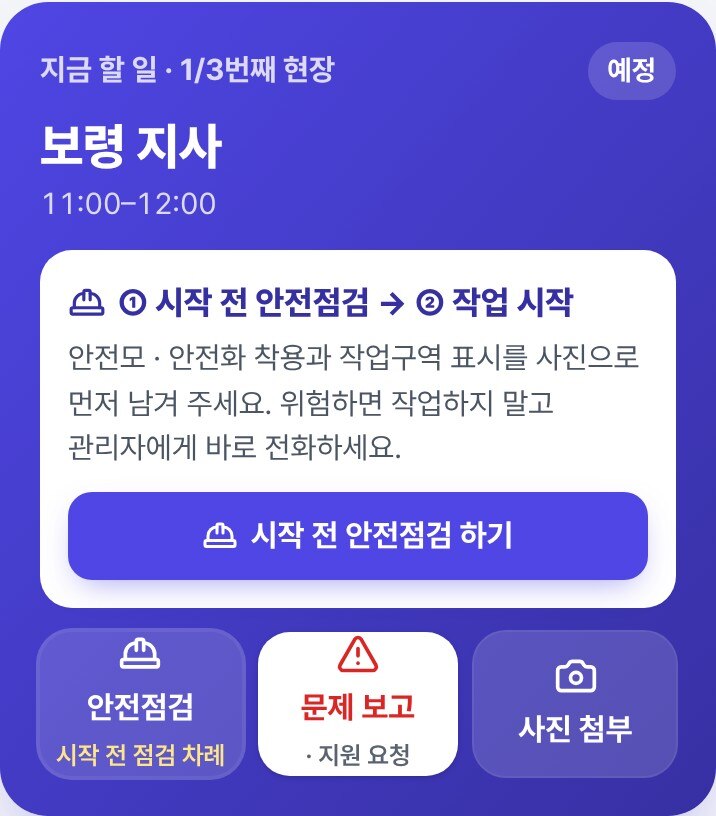 지금 할 일 · 1/3번째 현장
예정
보령 지사
11:00–12:00
① 시작 전 안전점검 → ② 작업 시작
안전모 · 안전화 착용과 작업구역 표시를 사진으로
먼저 남겨 주세요. 위험하면 작업하지 말고
관리자에게 바로 전화하세요.
시작 전 안전점검 하기
안전점검
시작 전 점검 차례
문제 보고
· 지원 요청
사진 첨부